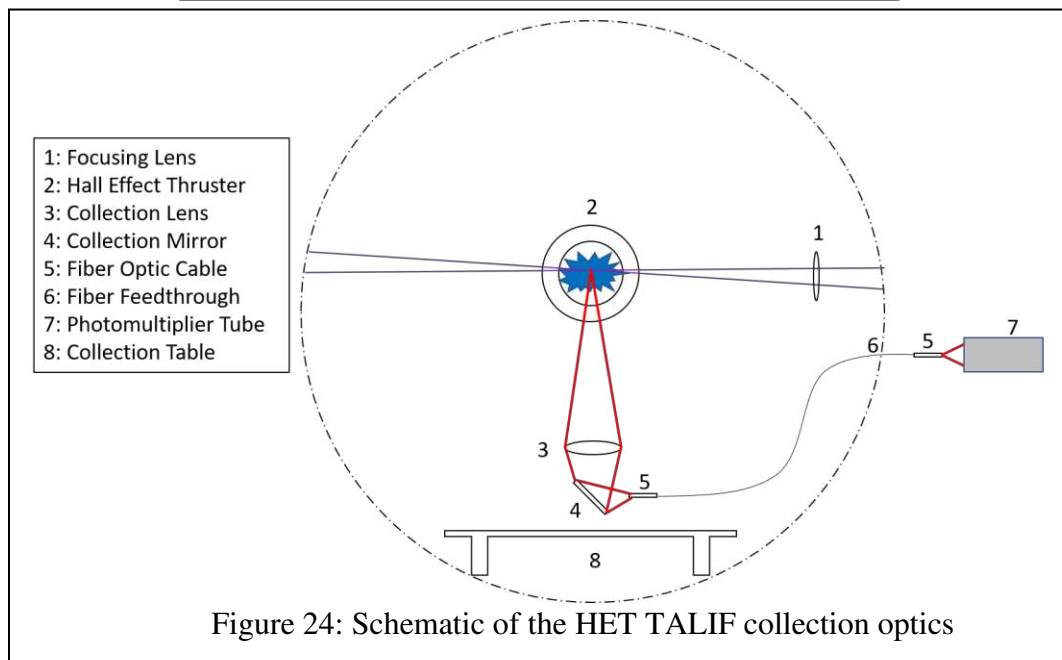 1: Focusing Lens
2: Hall Effect Thruster
3: Collection Lens
4: Collection Mirror
5: Fiber Optic Cable
6: Fiber Feedthrough
7: Photomultiplier Tube
8: Collection Table
2
1
7
6
5
3
5
4
8
Figure 24: Schematic of the HET TALIF collection optics